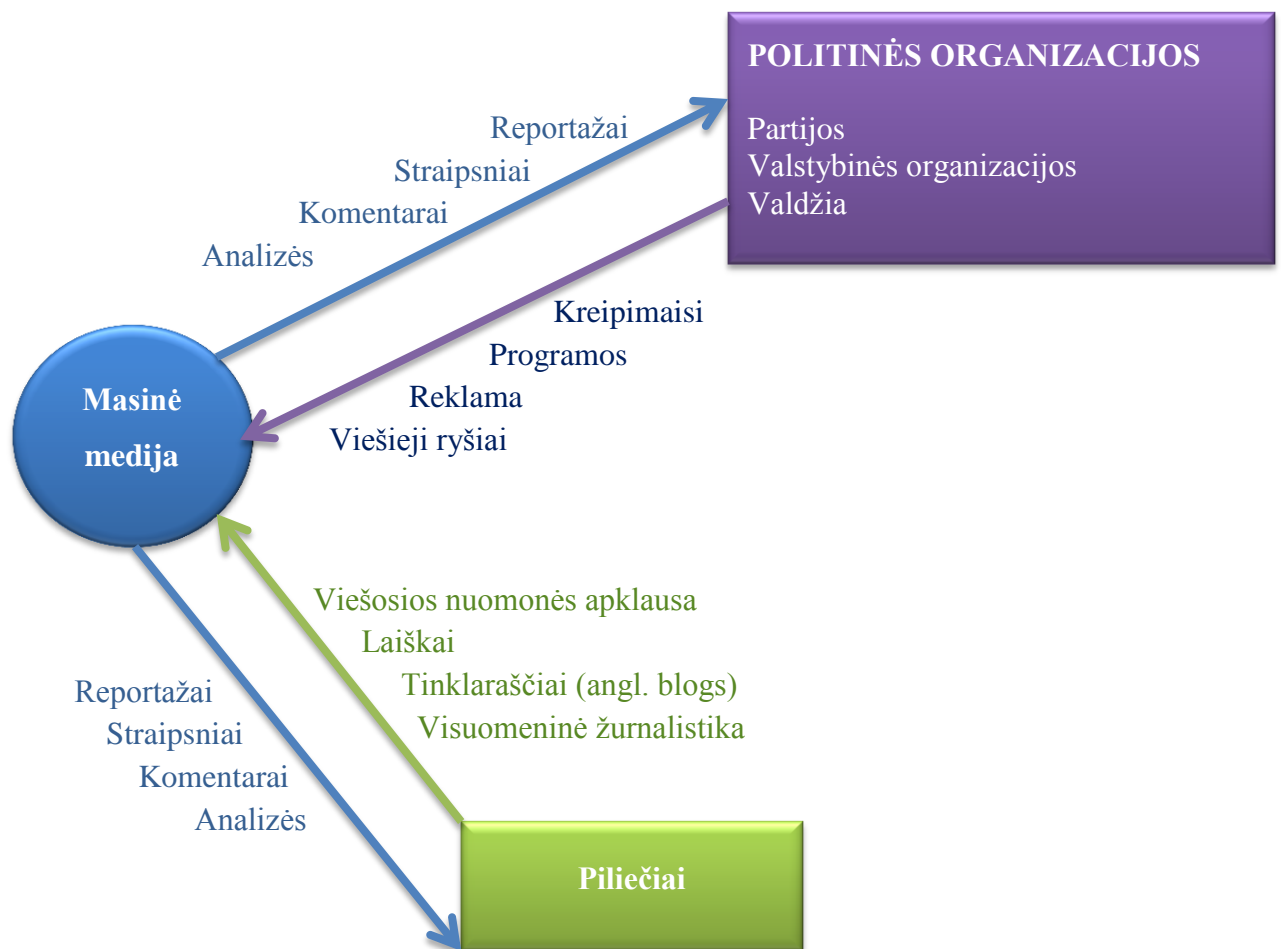 POLITINĖS ORGANIZACIJOS
Partijos
Valstybinės organizacijos
Valdžia
Reportažai
Straipsniai
Komentarai
Analizės
Kreipimaisi
Programos
Reklama
Viešieji ryšiai
Masinė
medija
Viešosios nuomonės apklausa
Laiškai
Tinklaraščiai (angl. blogs)
Visuomeninė žurnalistika
Reportažai
Straipsniai
Komentarai
Analizės
Piliečiai